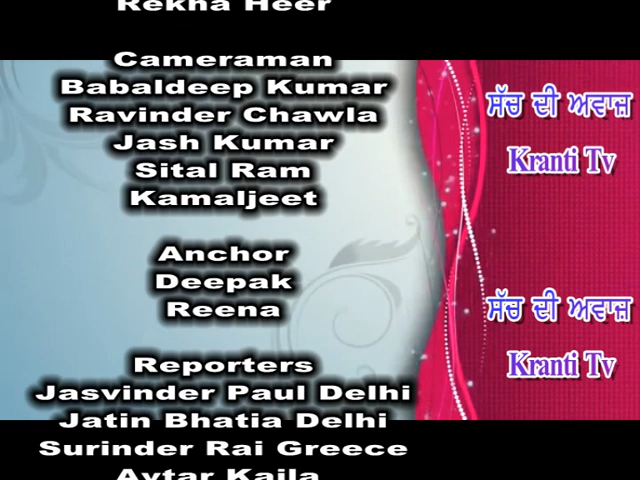 Rekha Heer
Cameraman
Babaldeep Kumar
Ravinder Chawla
Jash Kumar
Sital Ram
Kamaljeet
Anchor
Deepak
Reena
Reporters
Jasvinder Paul Delhi
Jatin Bhatia Delhi
Surinder Rai Greece
Avtar Kaila
ਸੱਚ ਦੀ ਅਵਾਜ਼
Kranti Tv
ਸੱਚ ਦੀ ਅਵਾਜ਼
Kranti Tv